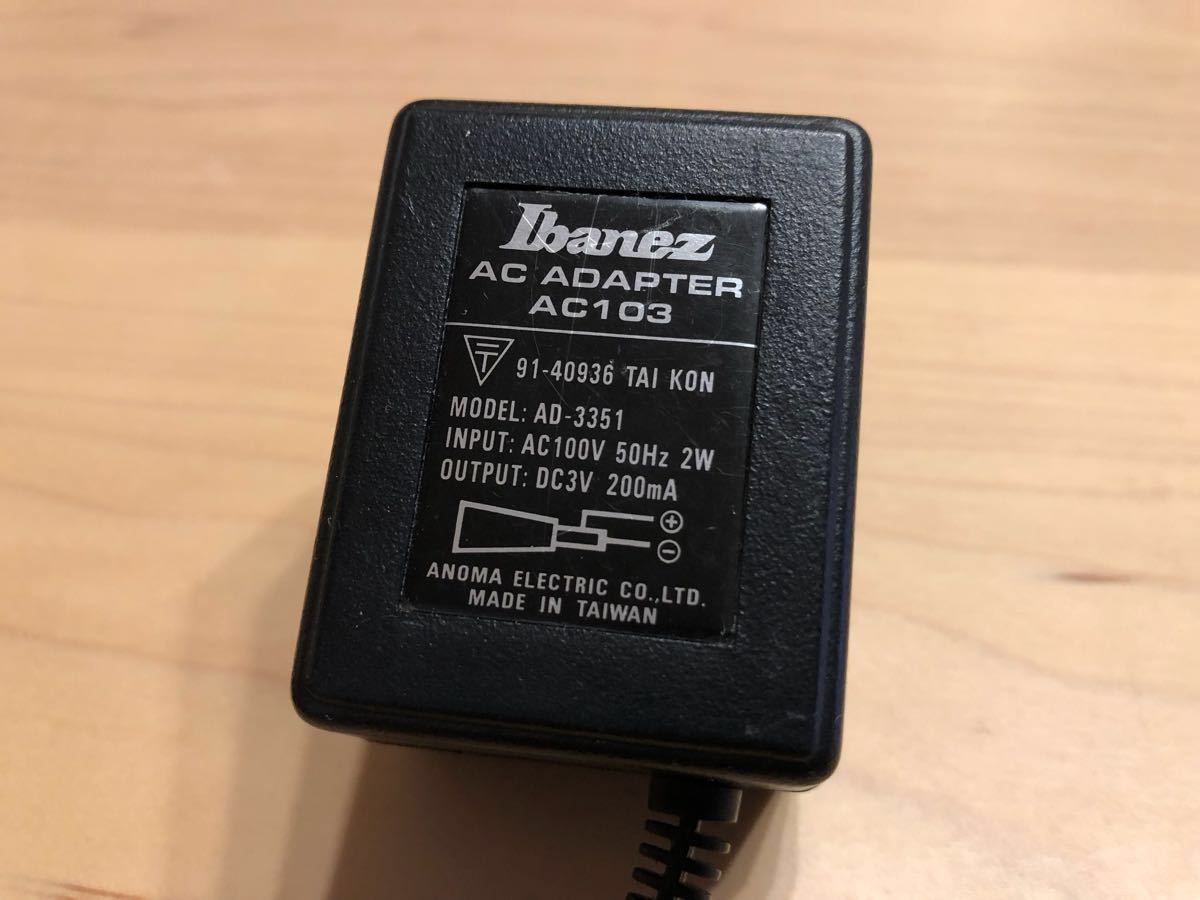 Ibanez
AC ADAPTER
AC103
91-40936 TAI KON
MODEL: AD-3351
INPUT: AC100V 50Hz 2W
OUTPUT: DC3V 200mA
+
−
ANOMA ELECTRIC CO.,LTD.
MADE IN TAIWAN